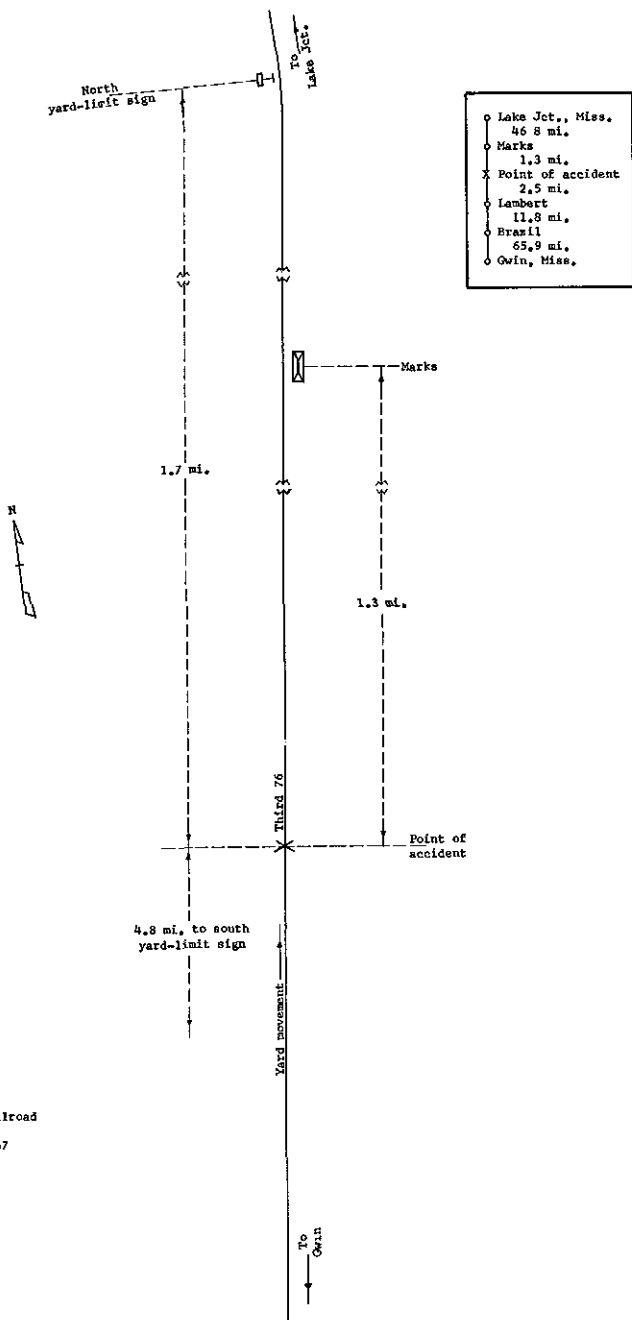 To
Lake Jct.
North
yard-limit sign
Lake Jct., Miss.
46 8 mi.
Marks
1.3 mi.
Point of accident
2.5 mi.
Lambert
11.8 mi.
Brazil
65.9 mi.
Gwin, Miss.
Marks
1.7 mi.
N
1.3 mi.
Third 76
Point of
accident
4.8 mi. to south
yard-limit sign
Yard movement
lroad
67
To
Gwin